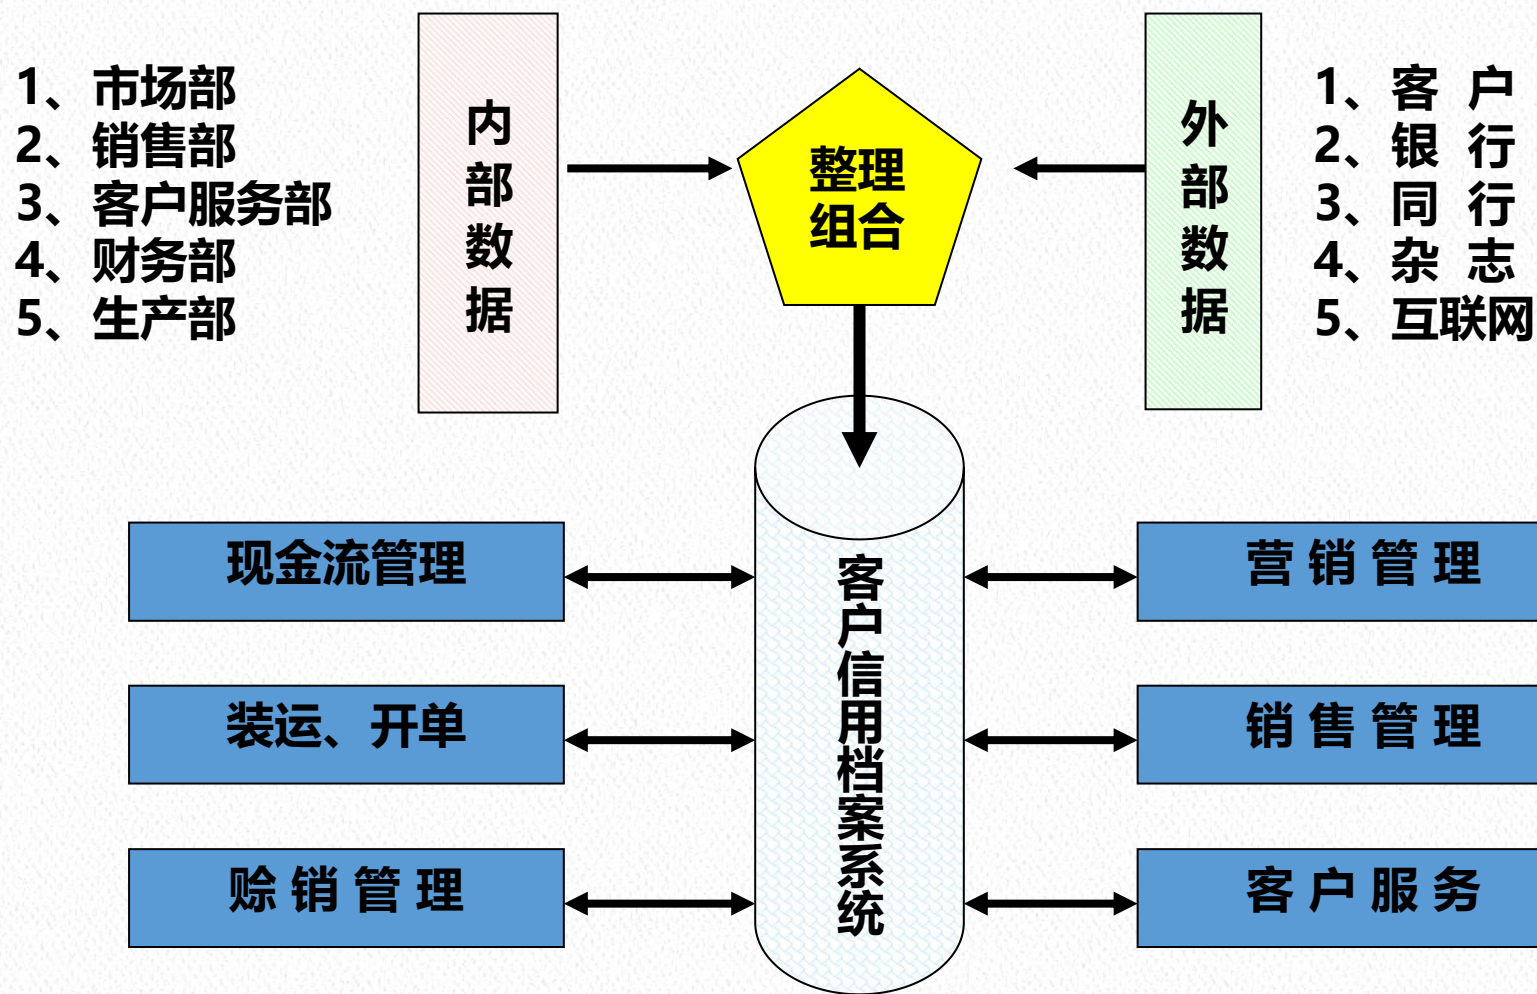 1、市场部
2、销售部
3、客户服务部
4、财务部
5、生产部
内部数据
整理
组合
外部数据
1、客 户
2、银 行
3、同 行
4、杂 志
5、互联网
客户信用档案系统
现金流管理
装运、开单
赊 销 管 理
营 销 管 理
销 售 管 理
客 户 服 务